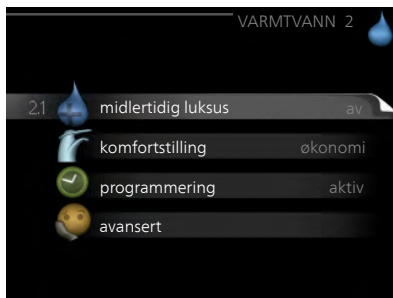 VARMTVANN 2
2.1 midlertidig luksus av
komfortstilling økonomi
programmering aktiv
avansert